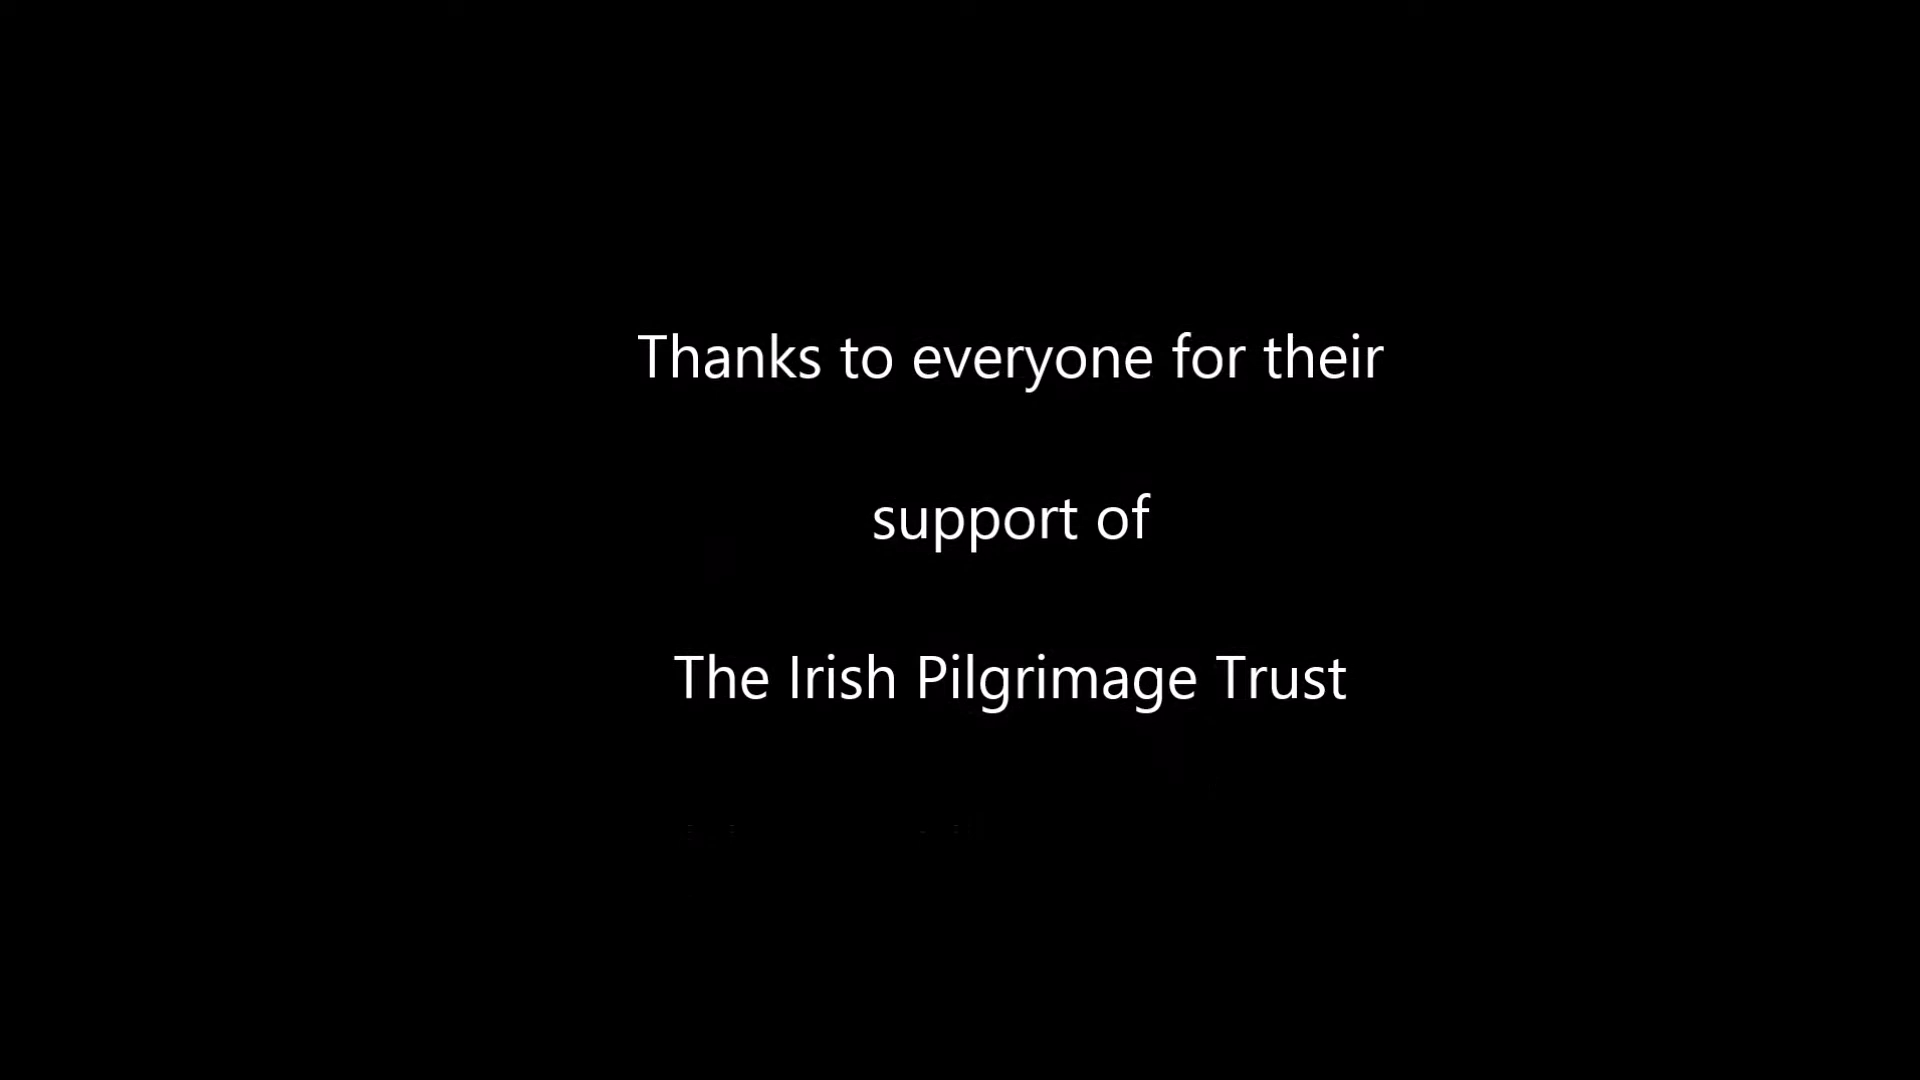 Thanks to everyone for their
support of
The Irish Pilgrimage Trust